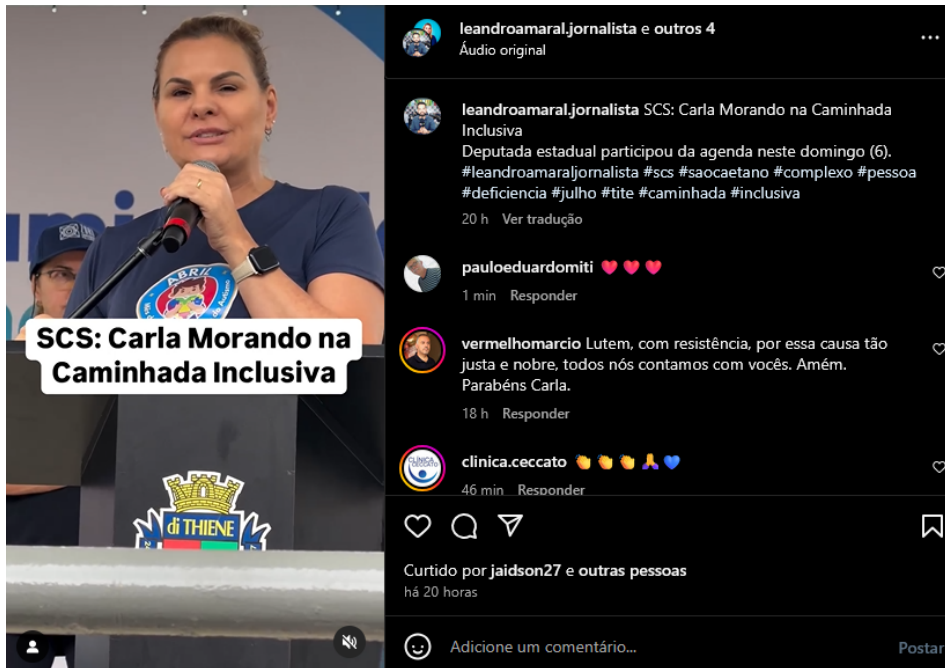 ABRIL
SCS: Carla Morando na
Caminhada Inclusiva
di THIENE
leandroamaral.jornalista e outros 4
Áudio original
leandroamaral.jornalista SCS: Carla Morando na Caminhada
Inclusiva
Deputada estadual participou da agenda neste domingo (6).
#leandroamaraljornalista #scs #saocaetano #complexo #pessoa
#deficiencia #julho #tite #caminhada #inclusiva
20 h Ver tradução
pauloeduardomiti ❤️ ❤️ ❤️
1 min Responder
vermelhomarcio Lutem, com resistência, por essa causa tão
justa e nobre, todos nós contamos com vocês. Amém.
Parabéns Carla.
18 h Responder
CLÍNICA
CECCATO
clinica.ceccato 👏 👏 👏 🙏 💙
46 min Responder
Curtido por jaidson27 e outras pessoas
há 20 horas
Adicione um comentário...
Postar